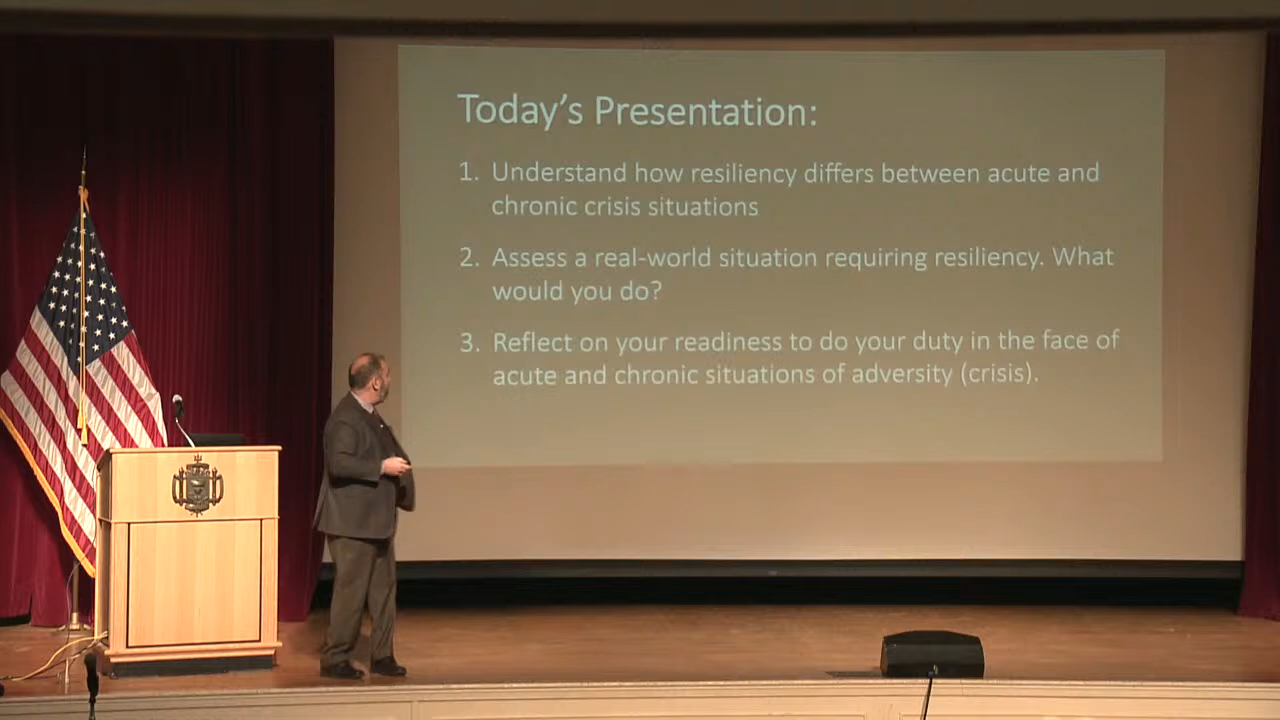 Today's Presentation:
1. Understand how resiliency differs between acute and
chronic crisis situations
2. Assess a real-world situation requiring resiliency. What
would you do?
3. Reflect on your readiness to do your duty in the face of
acute and chronic situations of adversity (crisis).